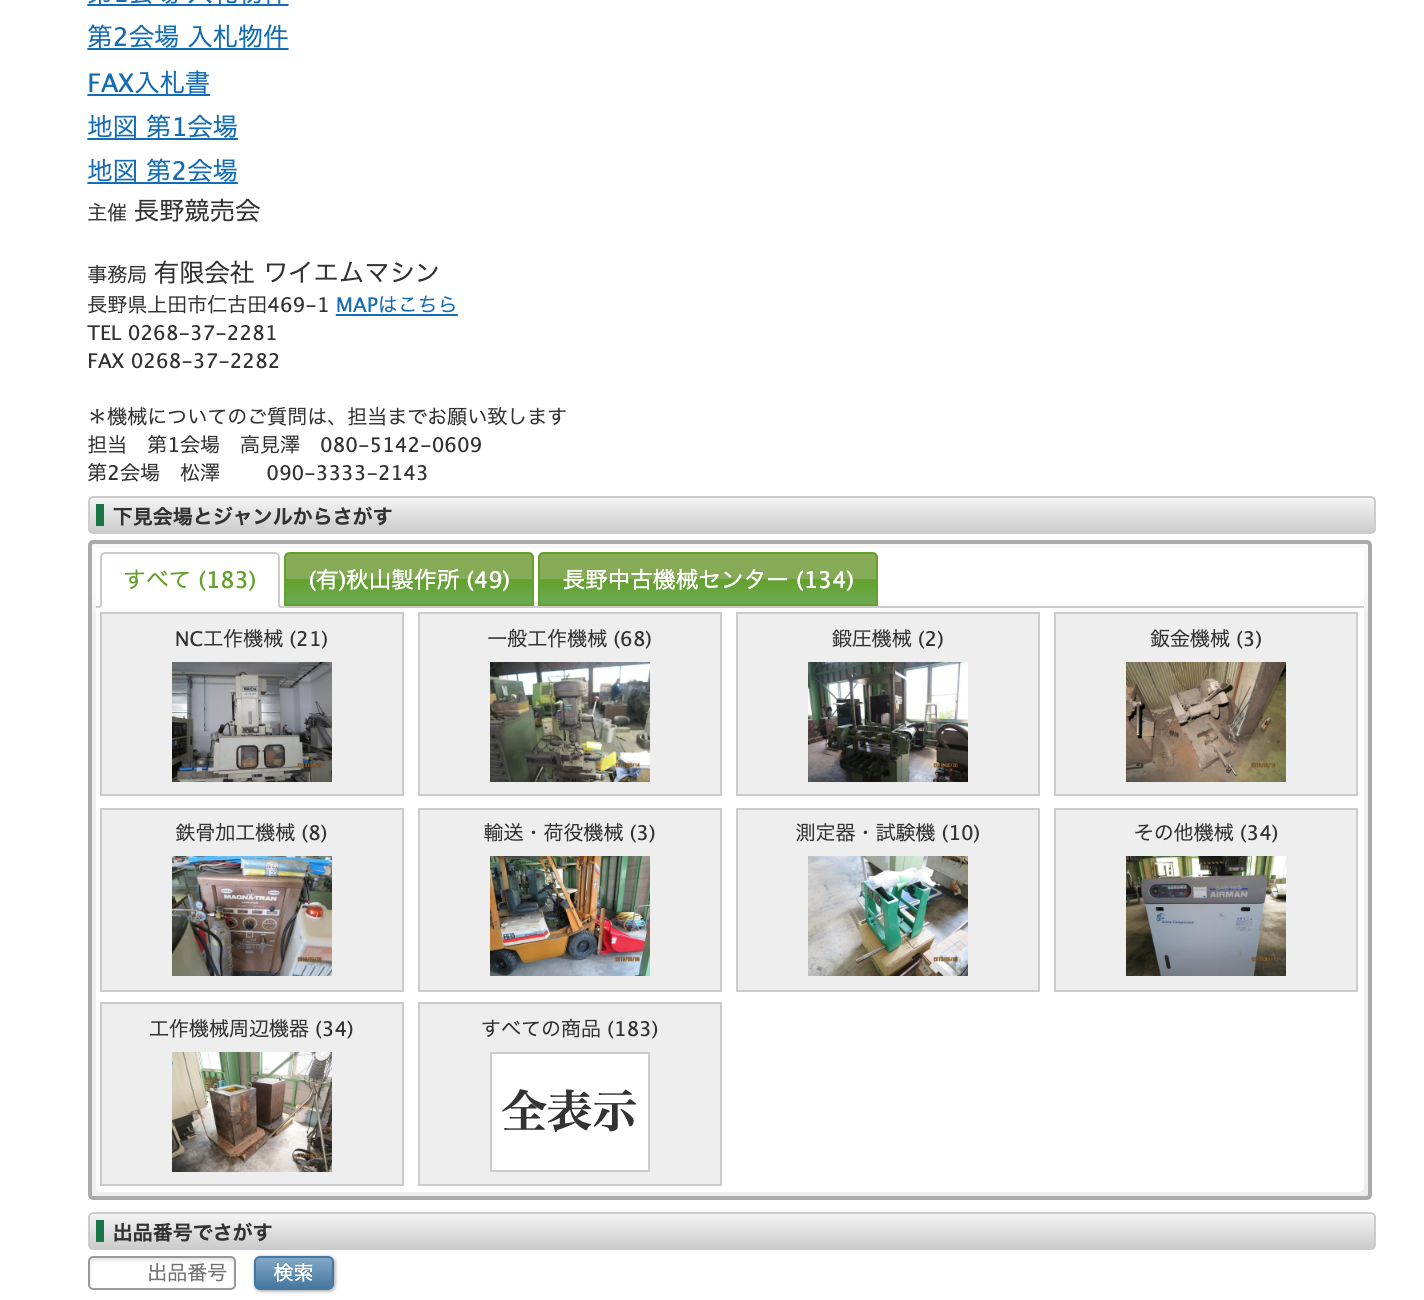 第2会場 入札物件
FAX入札書
地図 第1会場
地図 第2会場
主催 長野競売会
事務局 有限会社 ワイエムマシン
長野県上田市仁古田469-1 MAPはこちら
TEL 0268-37-2281
FAX 0268-37-2282
＊機械についてのご質問は、担当までお願い致します
担当　第1会場　高見澤　080-5142-0609
第2会場　松澤　　090-3333-2143
下見会場とジャンルからさがす
すべて (183) (有)秋山製作所 (49) 長野中古機械センター (134)
NC工作機械 (21) 一般工作機械 (68) 鍛圧機械 (2) 鈑金機械 (3)
鉄骨加工機械 (8) 輸送・荷役機械 (3) 測定器・試験機 (10) その他機械 (34)
MAGNATRAN
AIRMAN
工作機械周辺機器 (34) すべての商品 (183)
全表示
出品番号でさがす
出品番号 検索